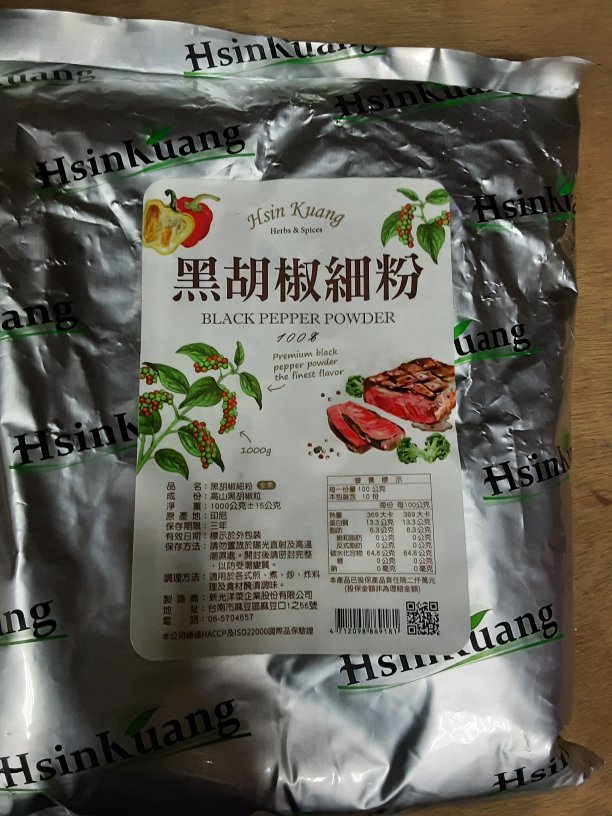 HsinKuang
HsinKuang
HsinKuang
HsinKuang
Hsin Kuang
Herbs & Spices
黑胡椒細粉
BLACK PEPPER POWDER
100%
Premium black
pepper powder
the finest flavor
1000g
品　　名：黑胡椒細粉 全素
成　　份：高山黑胡椒粒
淨　　重：1000公克±15公克
原 產 地：印尼
保存期限：三年
有效日期：標示於外包裝
保存方法：請勿置放於陽光直射及高溫
潮濕處。開封後請密封完整
，以防受潮變質。
調理方法：適用於各式煎、煮、炒、炸料
理及食材醃漬調味。
製 造 商：新光洋菜企業股份有限公司
地　　址：台南市麻豆區麻豆口1之56號
電　　話：06-5704657
本公司通過HACCP及ISO22000國際品保驗證
營 養 標 示
每一份量 100 公克
本包裝含 10 份
每份 每100公克
熱量 369 大卡 369 大卡
蛋白質 13.3 公克 13.3 公克
脂肪 6.3 公克 6.3 公克
飽和脂肪 0 公克 0 公克
反式脂肪 0 公克 0 公克
碳水化合物 64.8 公克 64.8 公克
糖 0 公克 0 公克
鈉 0 毫克 0 毫克
本產品已投保產品責任險二仟萬元
(投保金額非為理賠金額)
4712098869181
HsinKuang
HsinKuang